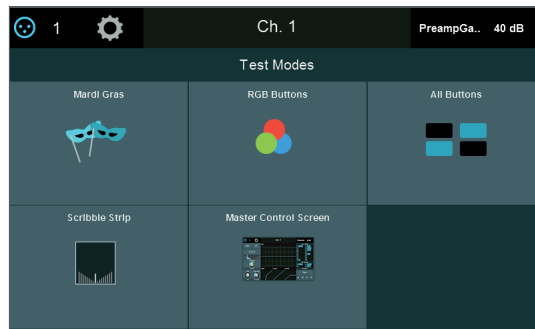 1
Ch. 1
PreampGa.. 40 dB
Test Modes
Mardi Gras
RGB Buttons
All Buttons
Scribble Strip
Master Control Screen